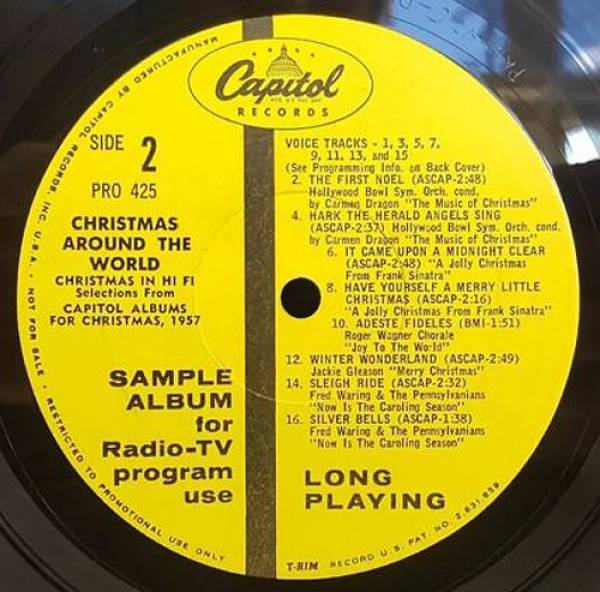 Capitol
RECORDS
SIDE 2
PRO 425
CHRISTMAS
AROUND THE
WORLD
CHRISTMAS IN HI FI
Selections From
CAPITOL ALBUMS
FOR CHRISTMAS, 1957
SAMPLE
ALBUM
for
Radio-TV
program
use
VOICE TRACKS - 1, 3, 5, 7,
9, 11, 13, and 15
(See Programming Info. on Back Cover)
2. THE FIRST NOEL (ASCAP-2:48)
Hollywood Bowl Sym. Orch. cond.
by Carmen Dragon "The Music of Christmas"
4. HARK THE HERALD ANGELS SING
(ASCAP-2:37) Hollywood Bowl Sym. Orch. cond.
by Carmen Dragon "The Music of Christmas"
6. IT CAME UPON A MIDNIGHT CLEAR
(ASCAP-2:48) "A Jolly Christmas
From Frank Sinatra"
8. HAVE YOURSELF A MERRY LITTLE
CHRISTMAS (ASCAP-2:16)
"A Jolly Christmas From Frank Sinatra"
10. ADESTE FIDELES (BMI-1:51)
Roger Wagner Chorale
"Joy To The World"
12. WINTER WONDERLAND (ASCAP-2:49)
Jackie Gleason "Merry Christmas"
14. SLEIGH RIDE (ASCAP-2:32)
Fred Waring & The Pennsylvanians
"Now Is The Caroling Season"
16. SILVER BELLS (ASCAP-1:38)
Fred Waring & The Pennsylvanians
"Now Is The Caroling Season"
LONG
PLAYING
MANUFACTURED BY CAPITOL RECORDS, INC. U.S.A. • NOT FOR SALE • RESTRICTED TO PROMOTIONAL USE ONLY
T-RIM RECORD U.S. PAT. NO. 2,631,859